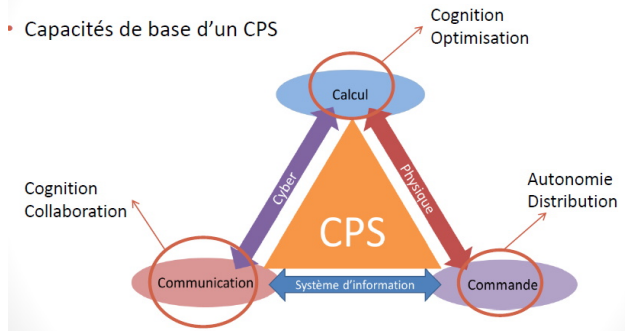 • Capacités de base d'un CPS
Cognition
Optimisation
Calcul
Cognition
Collaboration
Cyber
Physique
Autonomie
Distribution
CPS
Communication
Système d'information
Commande